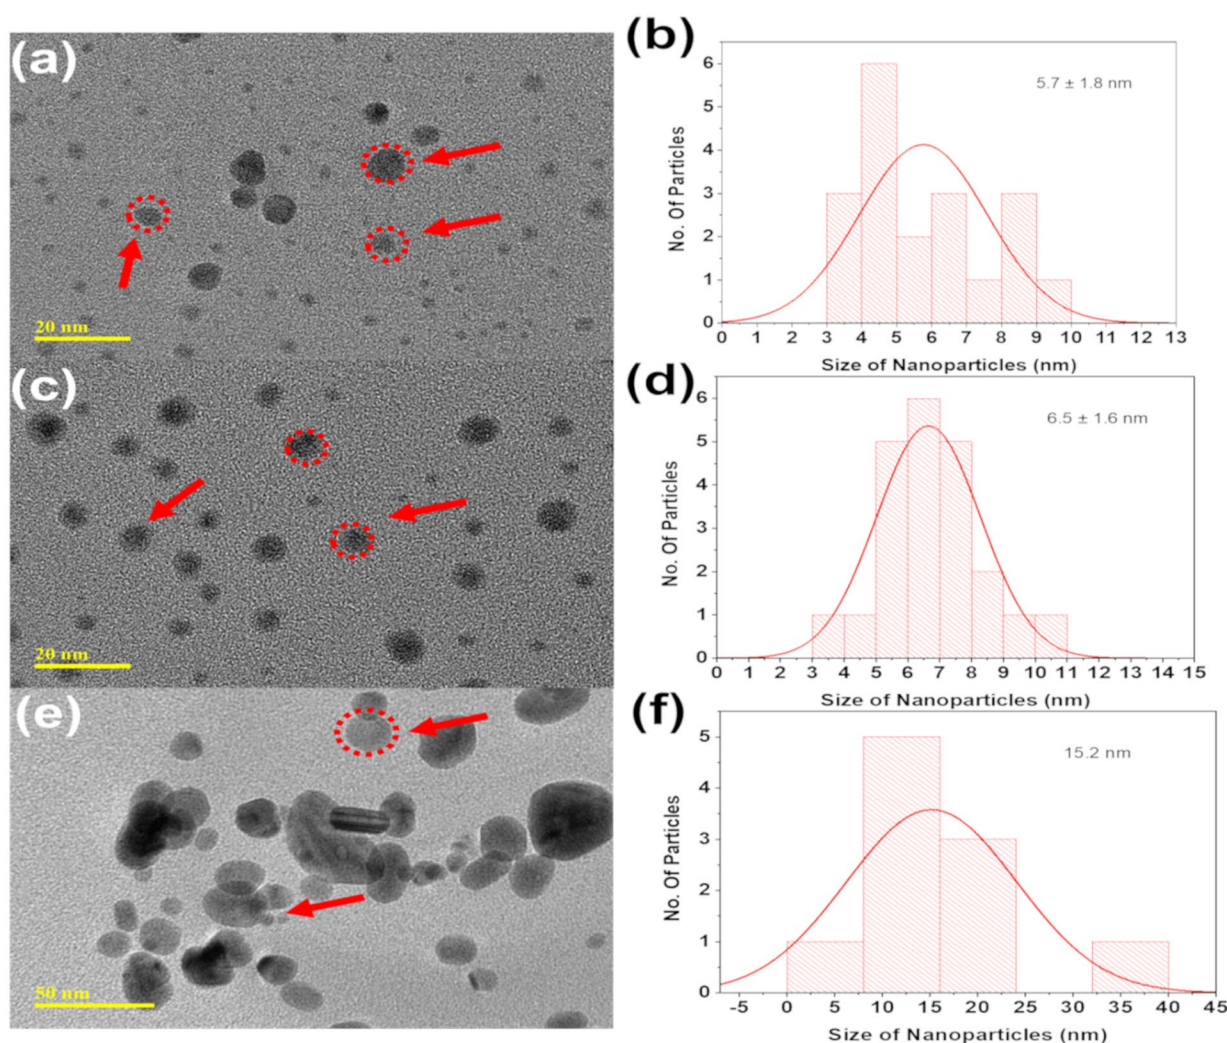 (a)
20 nm
(b)
5.7 ± 1.8 nm
No. Of Particles
6
5
4
3
2
1
0
0 1 2 3 4 5 6 7 8 9 10 11 12 13
Size of Nanoparticles (nm)
(c)
20 nm
(d)
6.5 ± 1.6 nm
No. Of Particles
6
5
4
3
2
1
0
0 1 2 3 4 5 6 7 8 9 10 11 12 13 14 15
Size of Nanoparticles (nm)
(e)
50 nm
(f)
15.2 nm
No. Of Particles
5
4
3
2
1
0
-5 0 5 10 15 20 25 30 35 40 45
Size of Nanoparticles (nm)